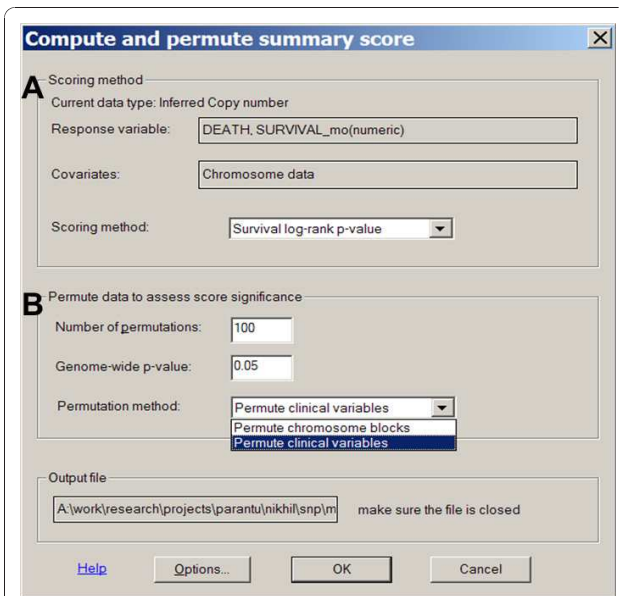 Compute and permute summary score
A
Scoring method
Current data type: Inferred Copy number
Response variable: DEATH, SURVIVAL_mo(numeric)
Covariates: Chromosome data
Scoring method: Survival log-rank p-value
B
Permute data to assess score significance
Number of permutations: 100
Genome-wide p-value: 0.05
Permutation method: Permute clinical variables
Permute chromosome blocks
Permute clinical variables
Output file
A:\work\research\projects\parantu\nikhil\snp\m make sure the file is closed
Help Options... OK Cancel